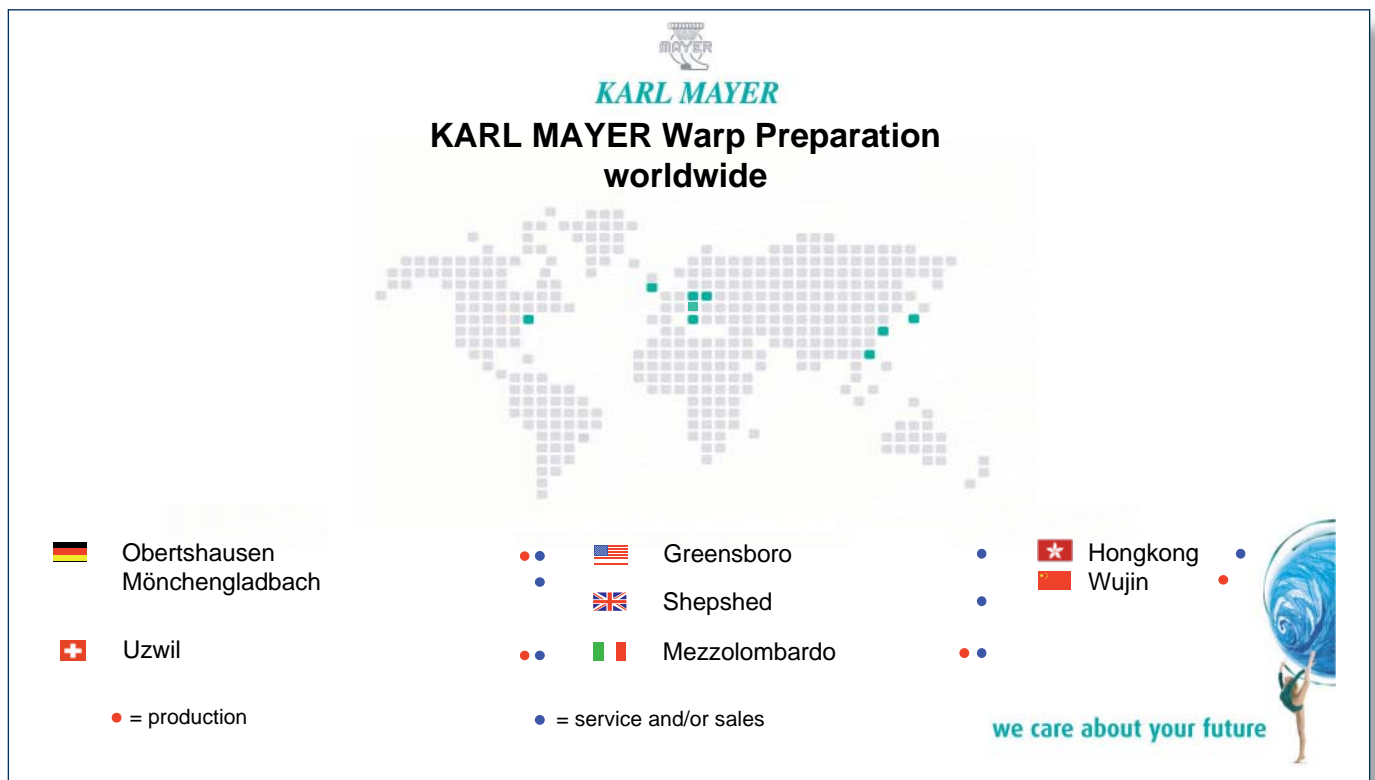 MAYER
KARL MAYER
KARL MAYER Warp Preparation
worldwide
Obertshausen
Mönchengladbach
Uzwil
Greensboro
Shepshed
Mezzolombardo
Hongkong
Wujin
= production
= service and/or sales
we care about your future